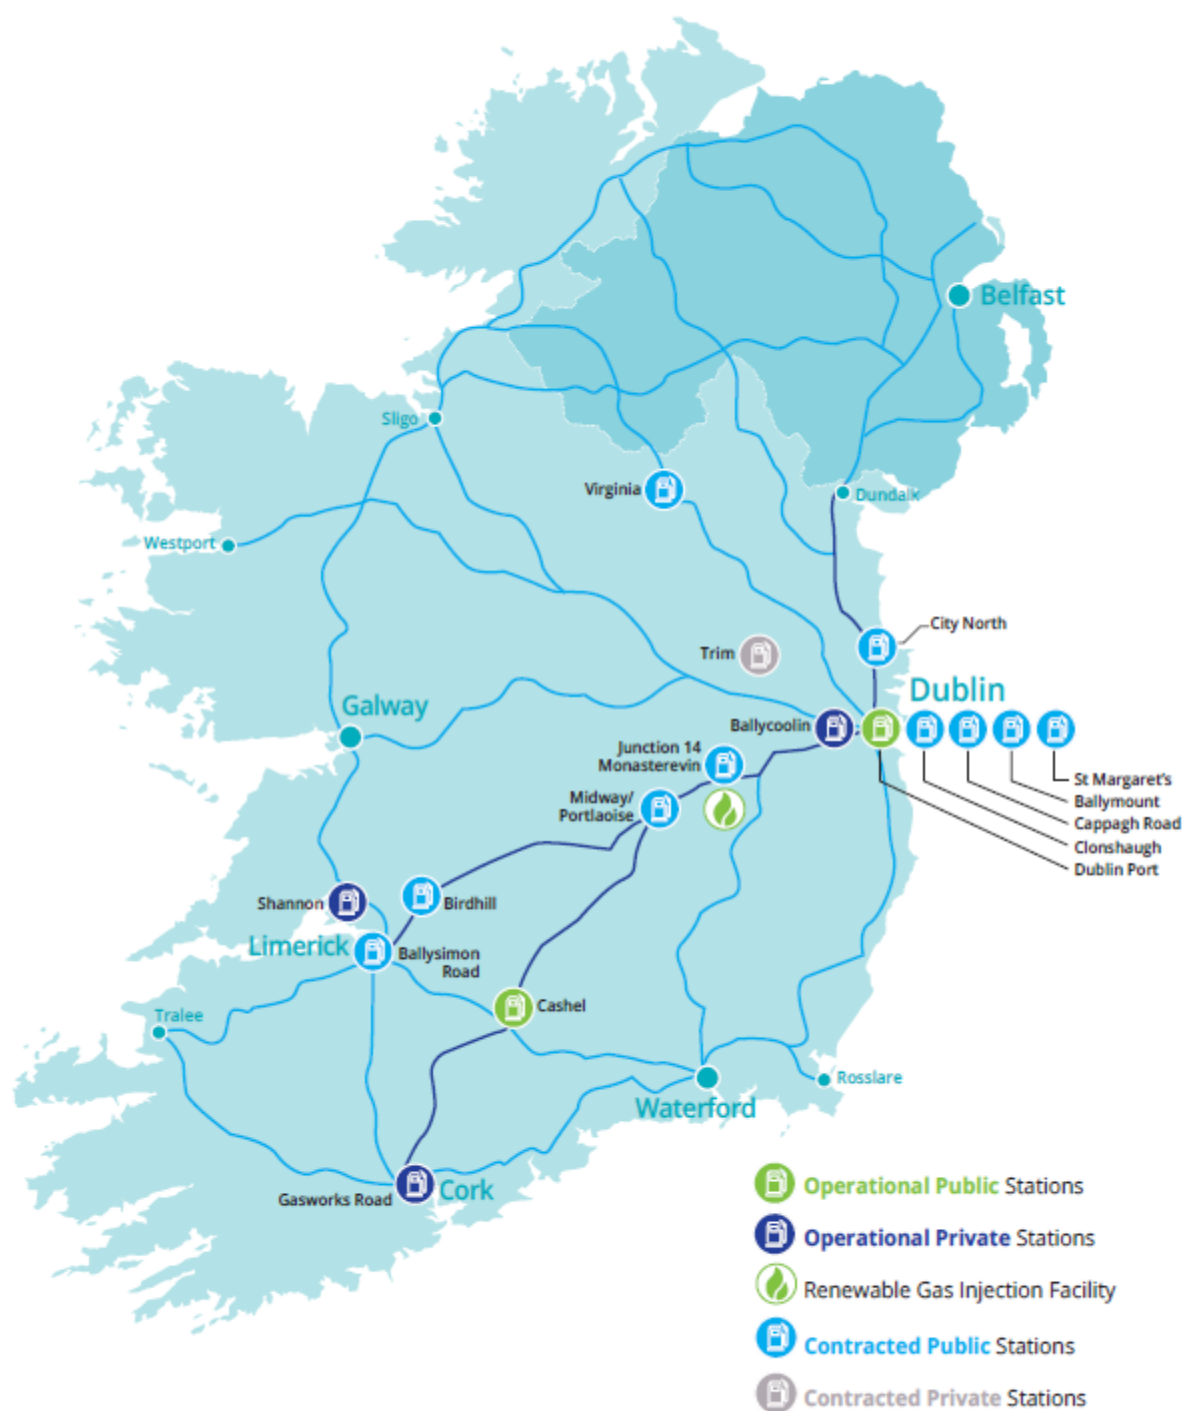 Belfast
Sligo
Virginia
Dundalk
Westport
City North
Trim
Dublin
Galway
Ballycoolin
Junction 14
Monasterevin
Midway/
Portlaoise
St Margaret's
Ballymount
Cappagh Road
Clonshaugh
Dublin Port
Shannon
Birdhill
Limerick
Ballysimon
Road
Cashel
Tralee
Rosslare
Waterford
Gasworks Road
Cork
Operational Public Stations
Operational Private Stations
Renewable Gas Injection Facility
Contracted Public Stations
Contracted Private Stations